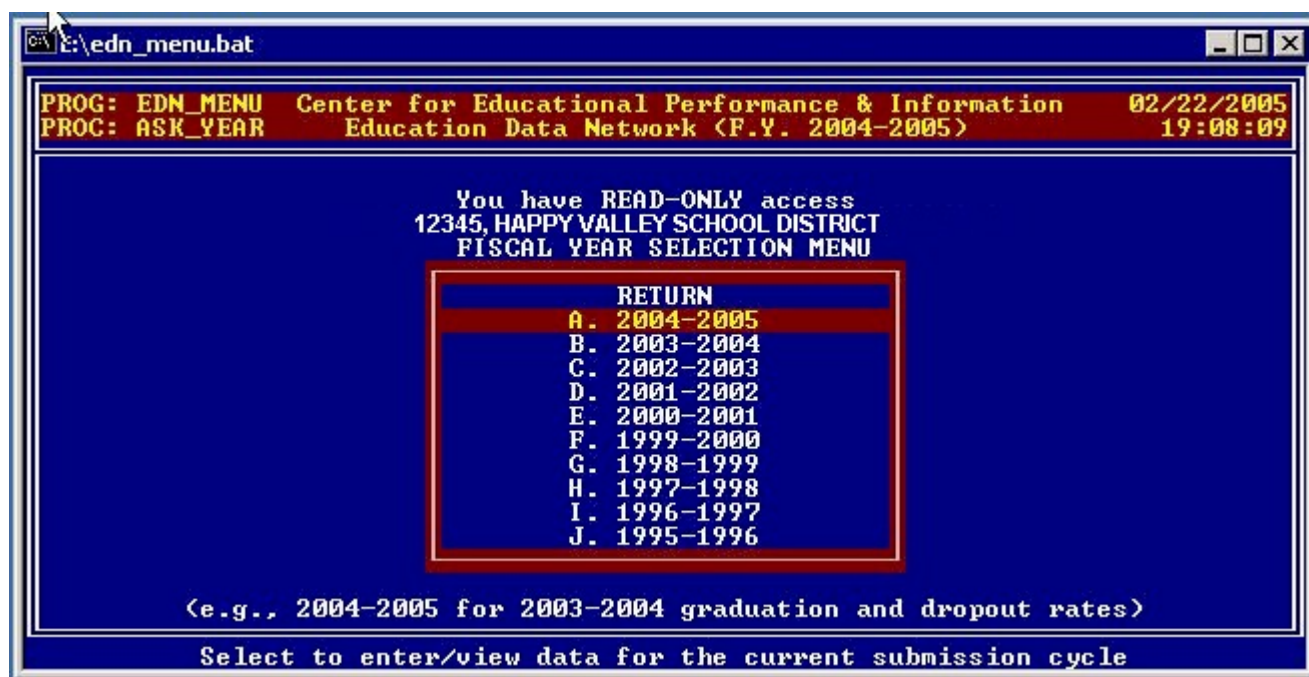 E:\edn_menu.bat
PROG: EDN_MENU Center for Educational Performance & Information 02/22/2005
PROC: ASK_YEAR Education Data Network (F.Y. 2004-2005) 19:08:09
You have READ-ONLY access
12345, HAPPY VALLEY SCHOOL DISTRICT
FISCAL YEAR SELECTION MENU
RETURN
A. 2004-2005
B. 2003-2004
C. 2002-2003
D. 2001-2002
E. 2000-2001
F. 1999-2000
G. 1998-1999
H. 1997-1998
I. 1996-1997
J. 1995-1996
(e.g., 2004-2005 for 2003-2004 graduation and dropout rates)
Select to enter/view data for the current submission cycle